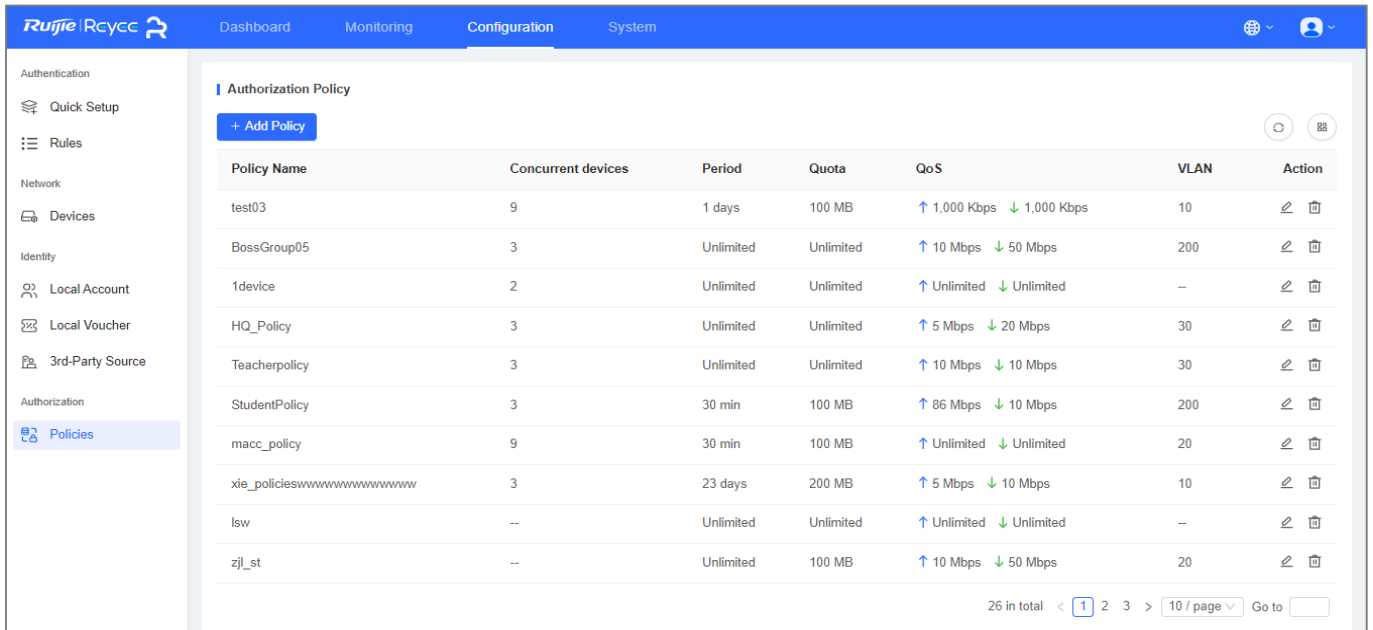 Ruijie | Rcycc Dashboard Monitoring Configuration System
Authentication
Quick Setup
Rules
Network
Devices
Identity
Local Account
Local Voucher
3rd-Party Source
Authorization
Policies
Authorization Policy
+ Add Policy
Policy Name Concurrent devices Period Quota QoS VLAN Action
test03 9 1 days 100 MB ↑ 1,000 Kbps ↓ 1,000 Kbps 10
BossGroup05 3 Unlimited Unlimited ↑ 10 Mbps ↓ 50 Mbps 200
1device 2 Unlimited Unlimited ↑ Unlimited ↓ Unlimited --
HQ_Policy 3 Unlimited Unlimited ↑ 5 Mbps ↓ 20 Mbps 30
Teacherpolicy 3 Unlimited Unlimited ↑ 10 Mbps ↓ 10 Mbps 30
StudentPolicy 3 30 min 100 MB ↑ 86 Mbps ↓ 10 Mbps 200
macc_policy 9 30 min 100 MB ↑ Unlimited ↓ Unlimited 20
xie_policieswwwwwwwwwwwww 3 23 days 200 MB ↑ 5 Mbps ↓ 10 Mbps 10
lsw -- Unlimited Unlimited ↑ Unlimited ↓ Unlimited --
zjl_st -- Unlimited 100 MB ↑ 10 Mbps ↓ 50 Mbps 20
26 in total < 1 2 3 > 10 / page Go to